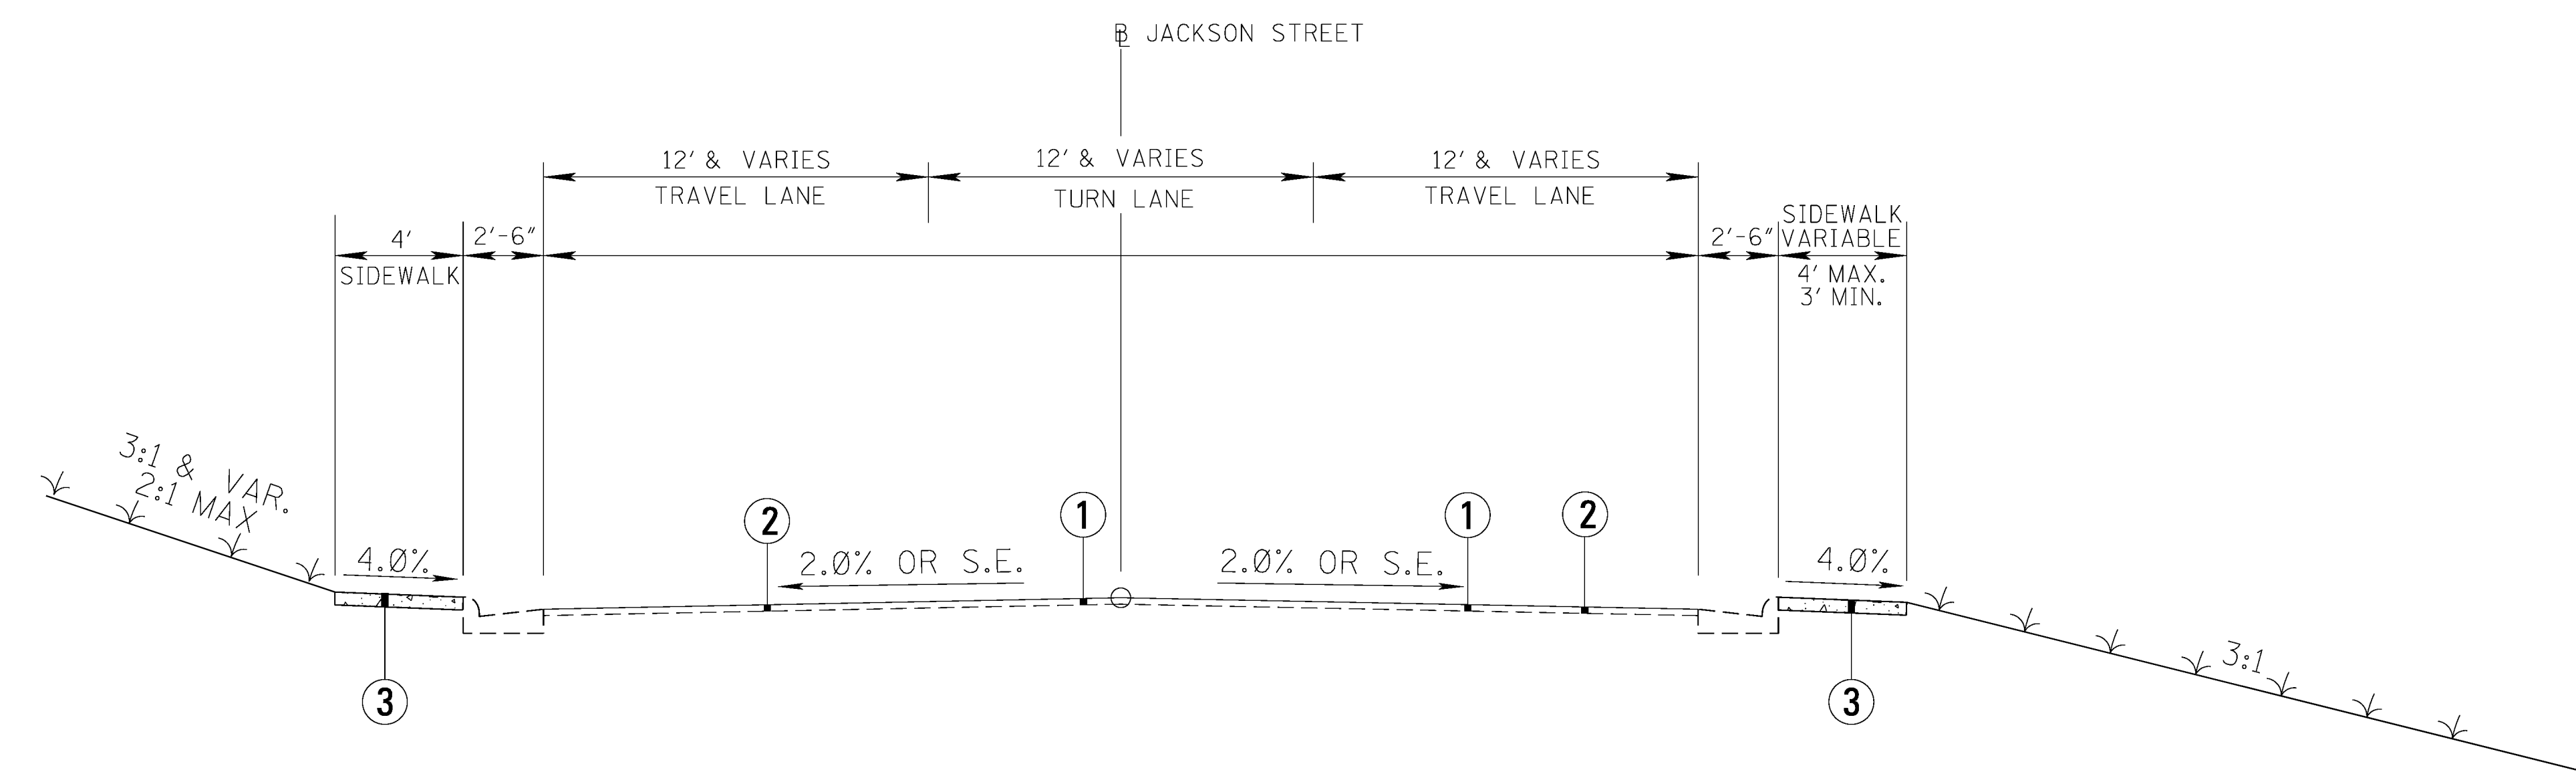 BL JACKSON STREET
12' & VARIES
TRAVEL LANE
12' & VARIES
TURN LANE
12' & VARIES
TRAVEL LANE
4'
SIDEWALK
2'-6"
2'-6"
SIDEWALK
VARIABLE
4' MAX.
3' MIN.
3:1 & VAR.
2:1 MAX
4.0%
2
2.0% OR S.E.
1
2.0% OR S.E.
1
2
4.0%
3:1
3
3